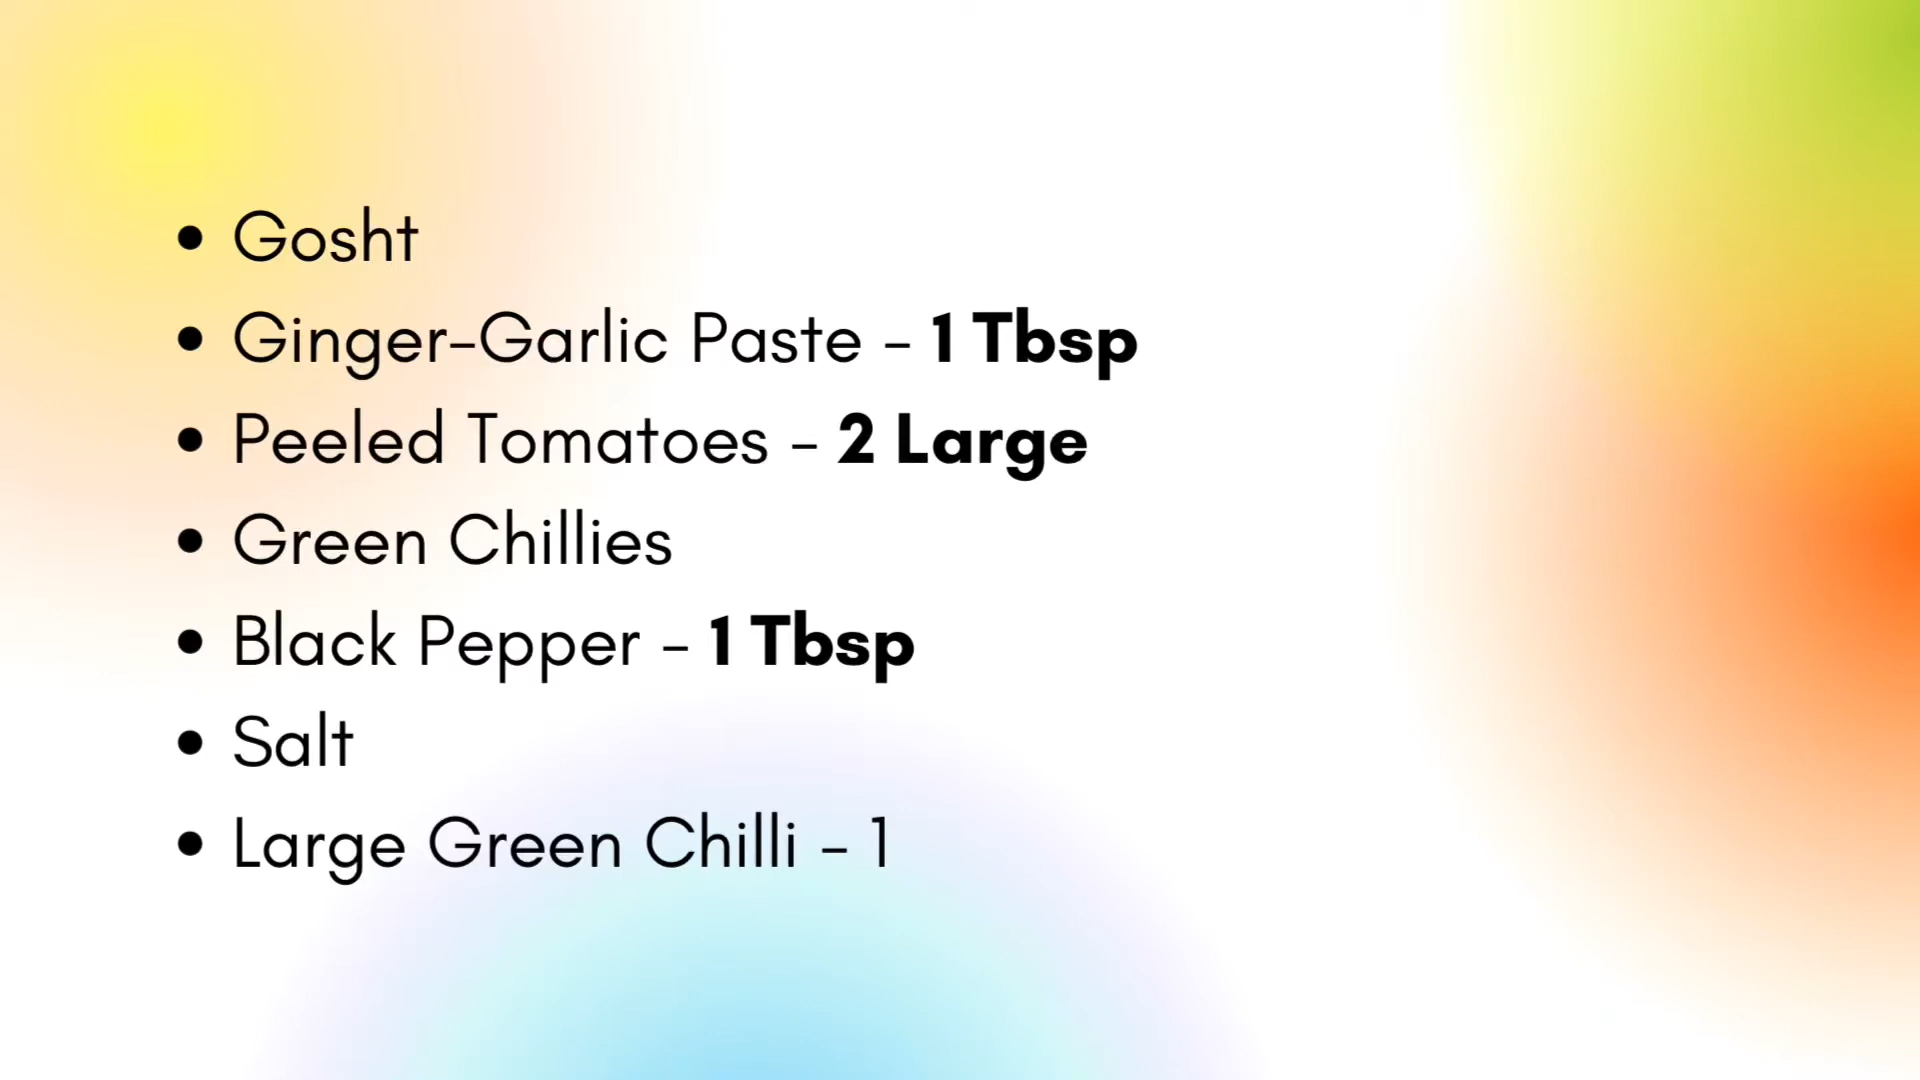 • Gosht
• Ginger-Garlic Paste - 1 Tbsp
• Peeled Tomatoes - 2 Large
• Green Chillies
• Black Pepper - 1 Tbsp
• Salt
• Large Green Chilli - 1